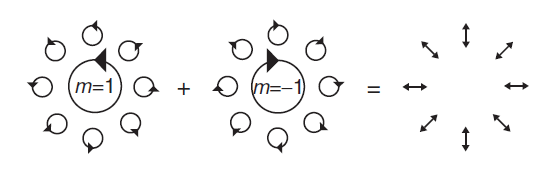 m=1 + m=−1 =